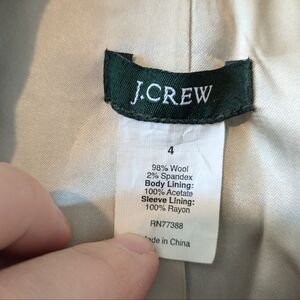 J.CREW
4
98% Wool
2% Spandex
Body Lining:
100% Acetate
Sleeve Lining:
100% Rayon
RN77388
Made in China